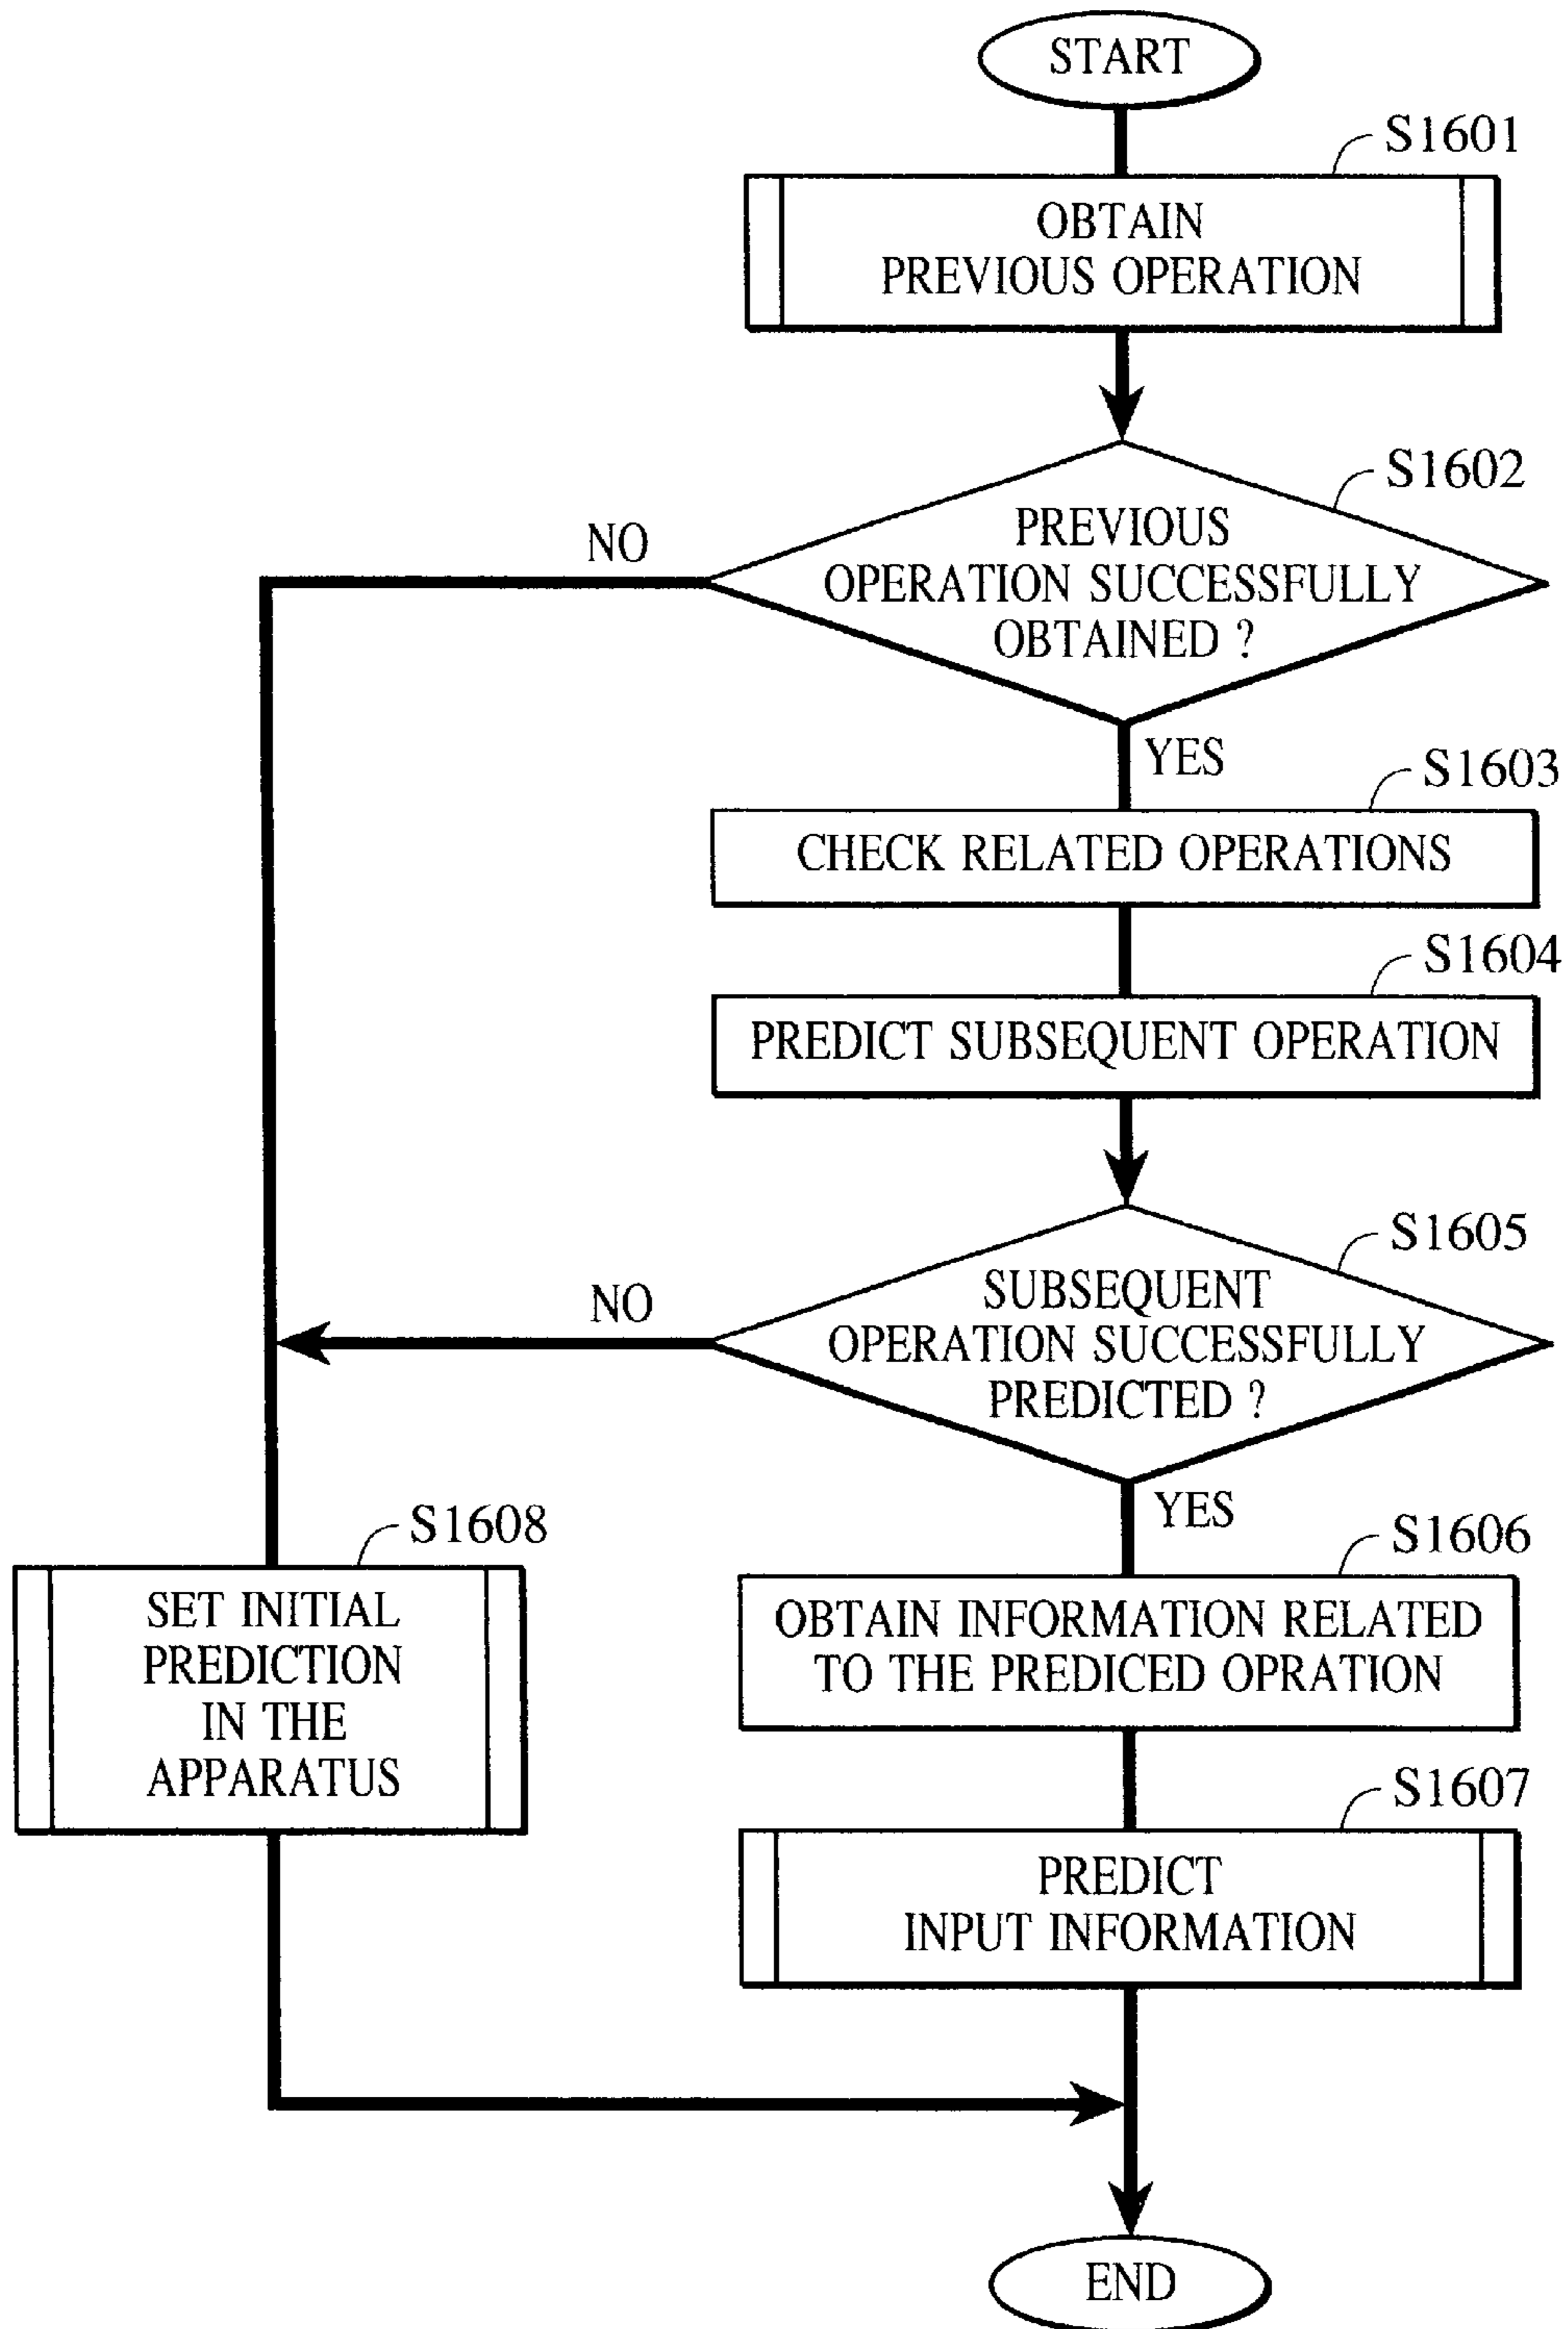 START
S1601
OBTAIN
PREVIOUS OPERATION
S1602
PREVIOUS
OPERATION SUCCESSFULLY
OBTAINED ?
NO
YES
S1603
CHECK RELATED OPERATIONS
S1604
PREDICT SUBSEQUENT OPERATION
S1605
SUBSEQUENT
OPERATION SUCCESSFULLY
PREDICTED ?
NO
YES
S1606
OBTAIN INFORMATION RELATED
TO THE PREDICED OPRATION
S1607
PREDICT
INPUT INFORMATION
S1608
SET INITIAL
PREDICTION
IN THE
APPARATUS
END